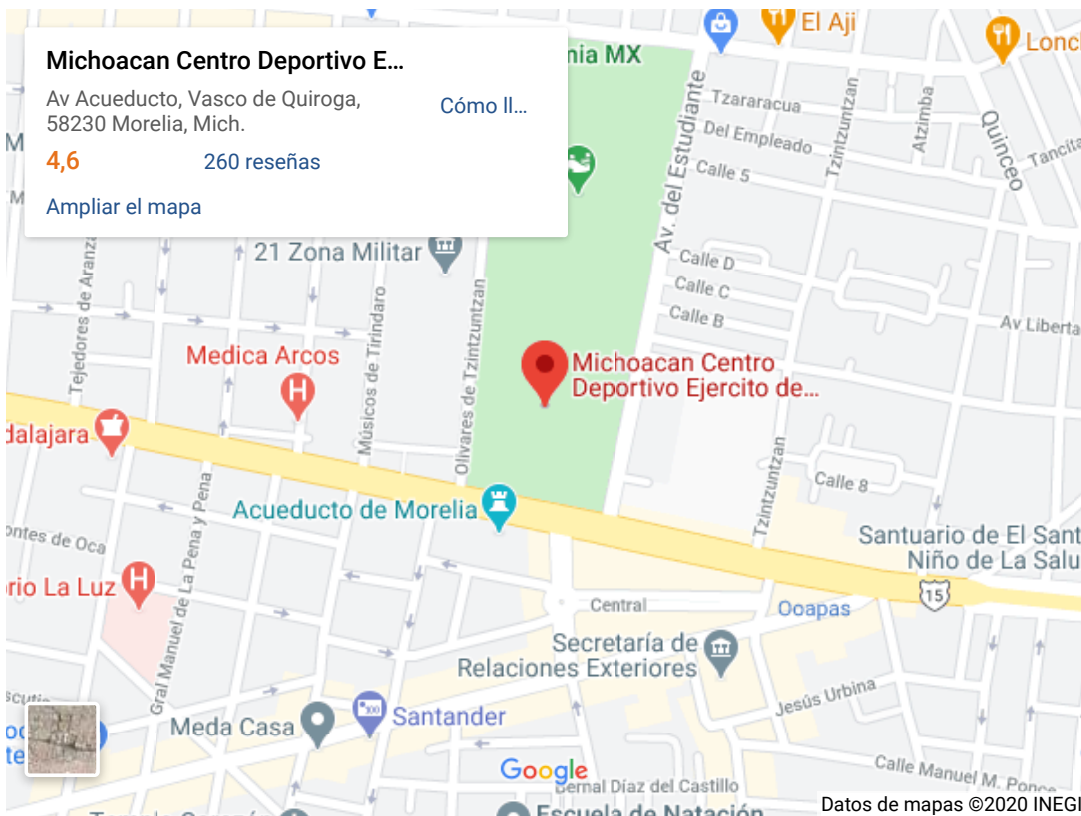 Michoacan Centro Deportivo E...
Av Acueducto, Vasco de Quiroga,
58230 Morelia, Mich.
Cómo ll...
4,6
260 reseñas
Ampliar el mapa
nia MX
El Aji
Loncl
Quinceo
Tancíta
Atzimba
Tzintzuntzan
Tzararacua
Del Empleado
Calle 5
Av. del Estudiante
Calle D
Calle C
Calle B
Av Liberta
21 Zona Militar
Tejedores de Aranza
Medica Arcos
Músicos de Tirindaro
Olivares de Tzintzuntzan
Michoacan Centro
Deportivo Ejercito de...
dalajara
Acueducto de Morelia
Tzintzuntzan
Calle 8
Santuario de El Sant
Niño de La Salu
15
ontes de Oca
rio La Luz
Gral Manuel de La Pena y Pena
Central
Ooapas
Secretaría de
Relaciones Exteriores
Jesús Urbina
Meda Casa
Santander
Google
Bernal Díaz del Castillo
Calle Manuel M. Ponce
Escuela de Natación
Datos de mapas ©2020 INEGI